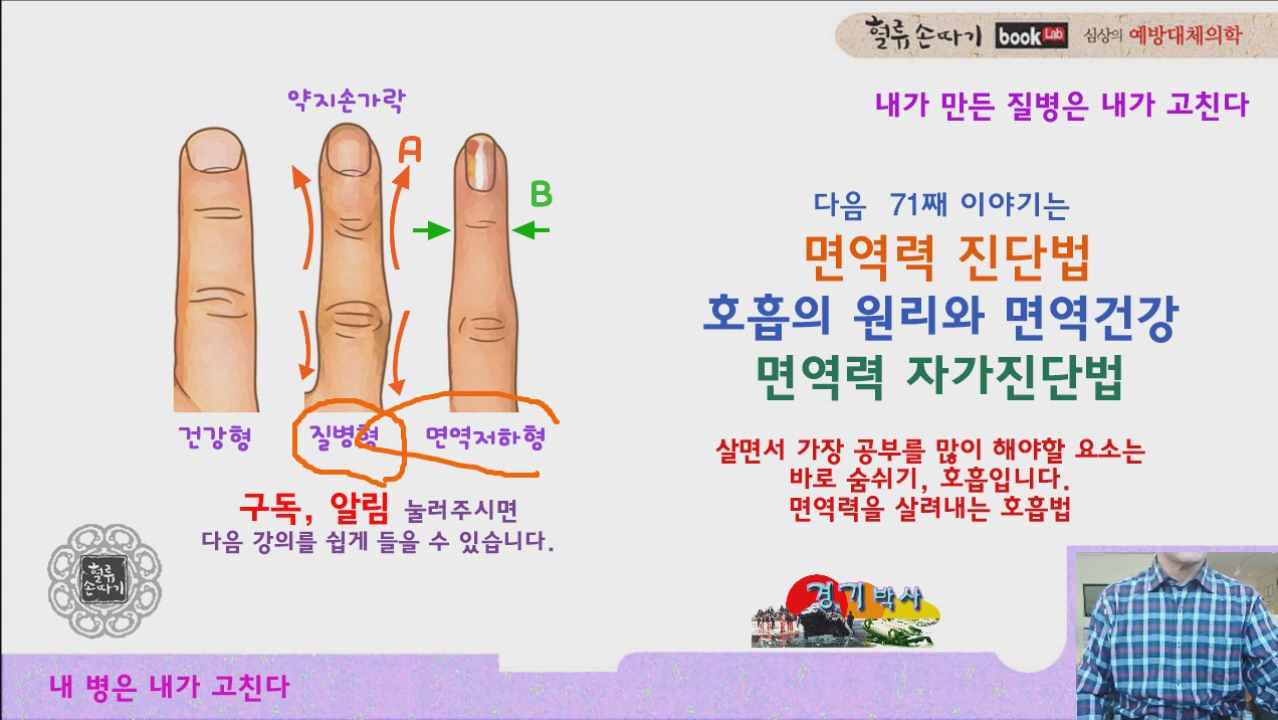 혈류 손따기 book Lab 심상의 예방대체의학
내가 만든 질병은 내가 고친다
약지손가락
A
B
건강형
질병형
면역저하형
구독, 알림 눌러주시면
다음 강의를 쉽게 들을 수 있습니다.
다음 71째 이야기는
면역력 진단법
호흡의 원리와 면역건강
면역력 자가진단법
살면서 가장 공부를 많이 해야할 요소는
바로 숨쉬기, 호흡입니다.
면역력을 살려내는 호흡법
혈류
손따기
경기박사
내 병은 내가 고친다